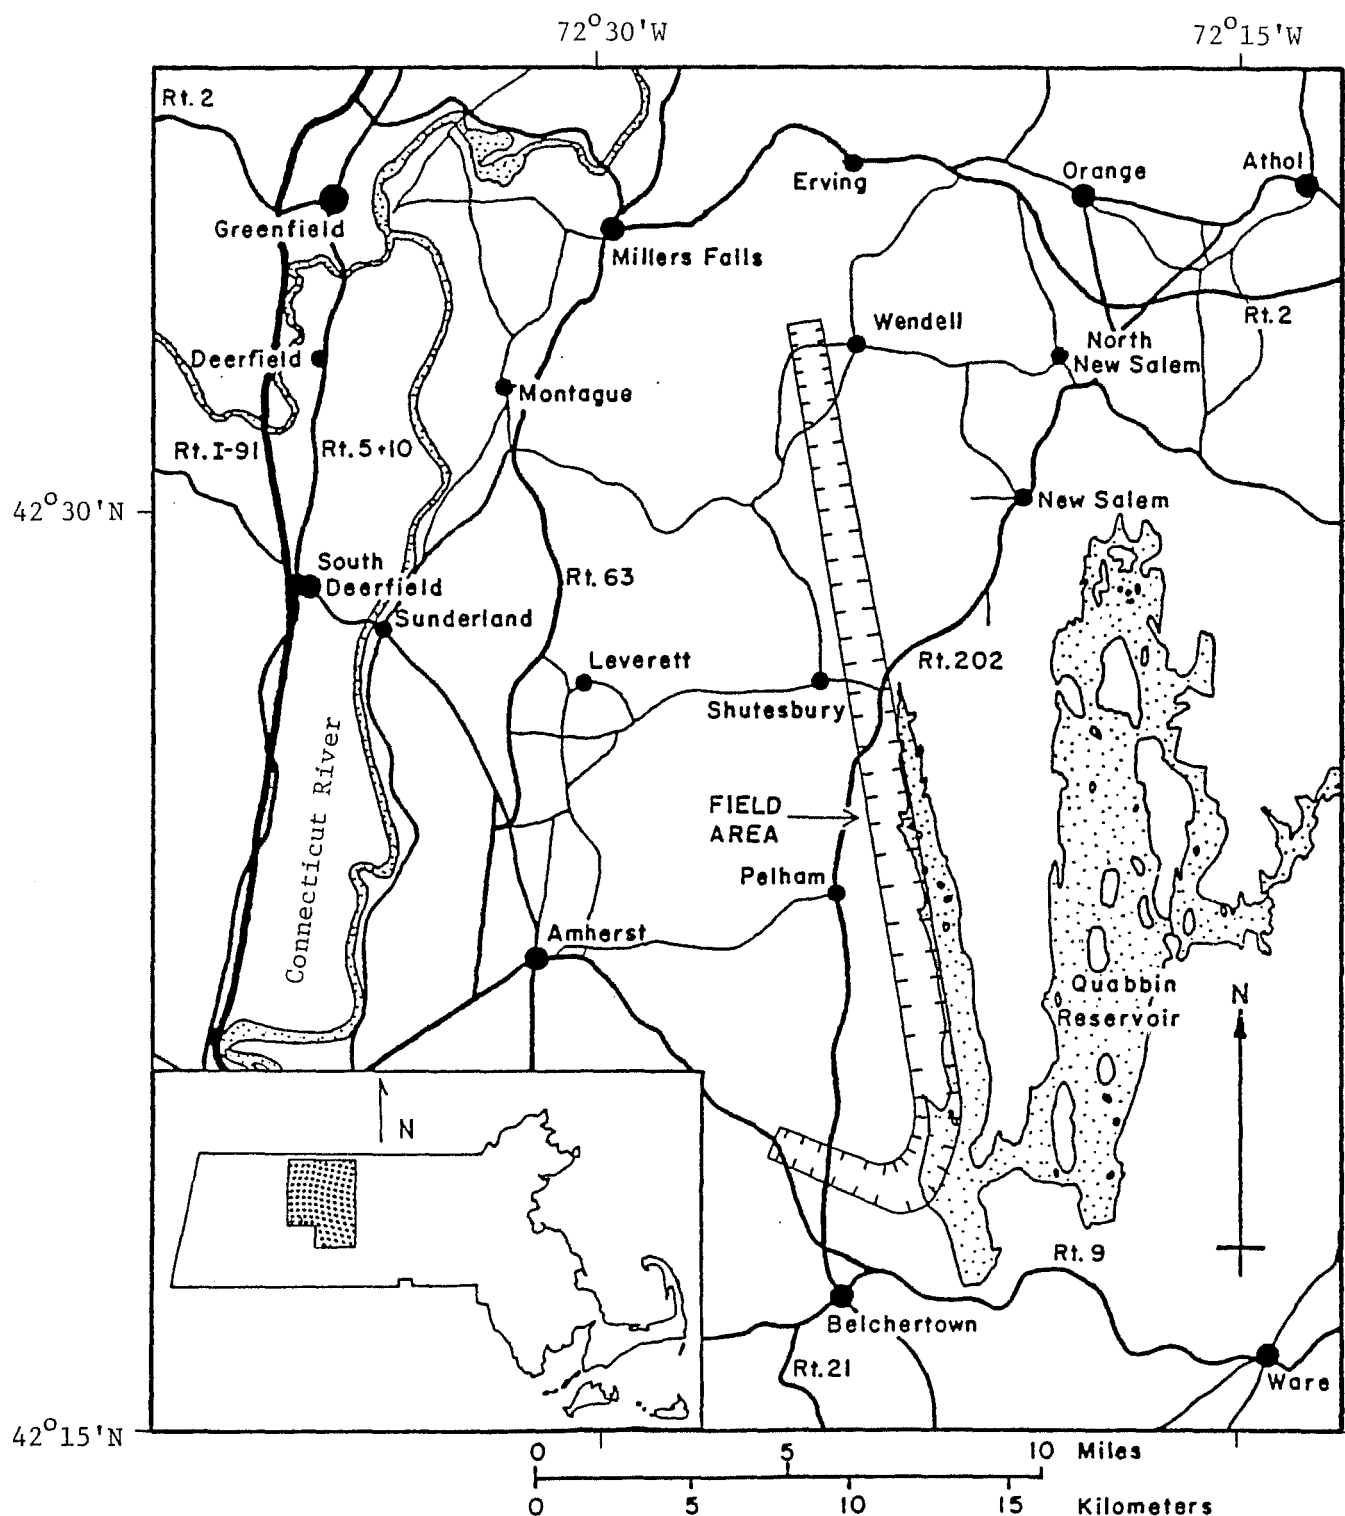 72°30'W
72°15'W
Rt. 2
Erving
Orange
Athol
Greenfield
Millers Falls
Wendell
Rt. 2
North
New Salem
Deerfield
Montague
Rt. I-91
Rt. 5+10
42°30'N
New Salem
South
Deerfield
Rt. 63
Sunderland
Leverett
Rt. 202
Shutesbury
Connecticut River
FIELD
AREA
Pelham
Amherst
Quabbin
Reservoir
N
N
Rt. 9
Belchertown
Rt. 21
Ware
42°15'N
0 5 10 Miles
0 5 10 15 Kilometers